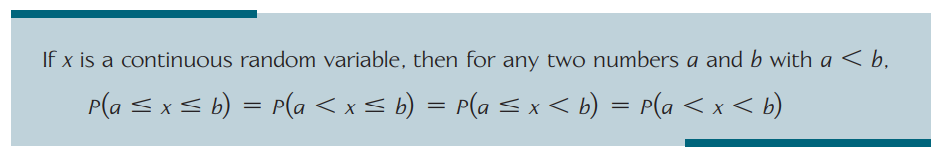 If x is a continuous random variable, then for any two numbers a and b with a < b,
P(a ≤ x ≤ b) = P(a < x ≤ b) = P(a ≤ x < b) = P(a < x < b)